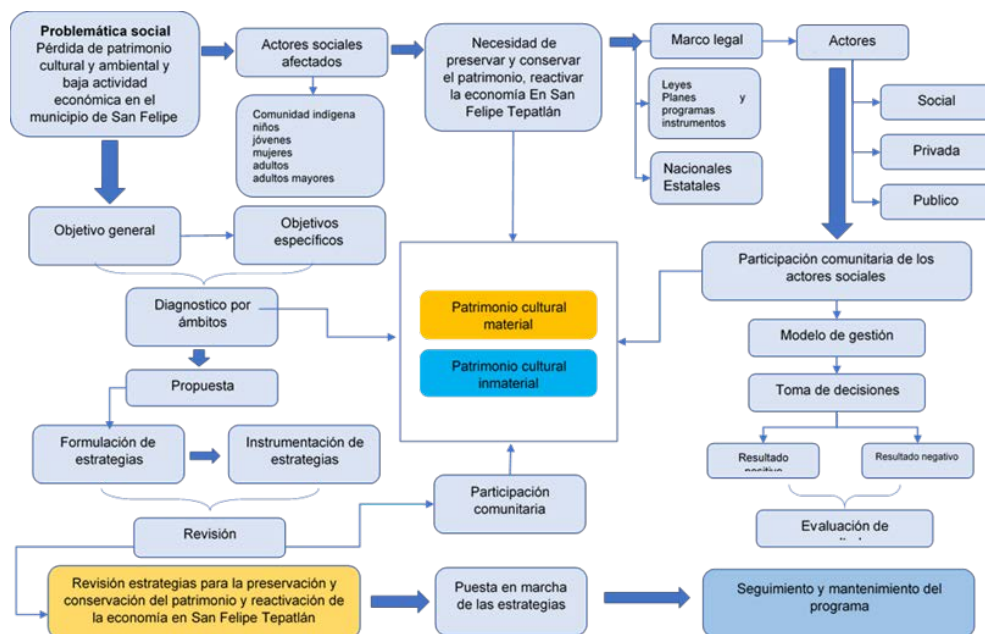 Problemática social
Pérdida de patrimonio
cultural y ambiental y
baja actividad
económica en el
municipio de San Felipe
Actores sociales
afectados
Necesidad de
preservar y conservar
el patrimonio, reactivar
la economía En San
Felipe Tepatlán
Marco legal
Actores
Comunidad indígena
niños
jóvenes
mujeres
adultos
adultos mayores
Leyes
Planes y
programas
instrumentos
Nacionales
Estatales
Social
Privada
Publico
Objetivo general
Objetivos
específicos
Participación comunitaria de los
actores sociales
Diagnostico por
ámbitos
Patrimonio cultural
material
Patrimonio cultural
inmaterial
Modelo de gestión
Propuesta
Toma de decisiones
Formulación de
estrategias
Instrumentación de
estrategias
Resultado
positivo
Resultado negativo
Participación
comunitaria
Revisión
Evaluación de
Revisión estrategias para la preservación y
conservación del patrimonio y reactivación de
la economía en San Felipe Tepatlán
Puesta en marcha
de las estrategias
Seguimiento y mantenimiento del
programa